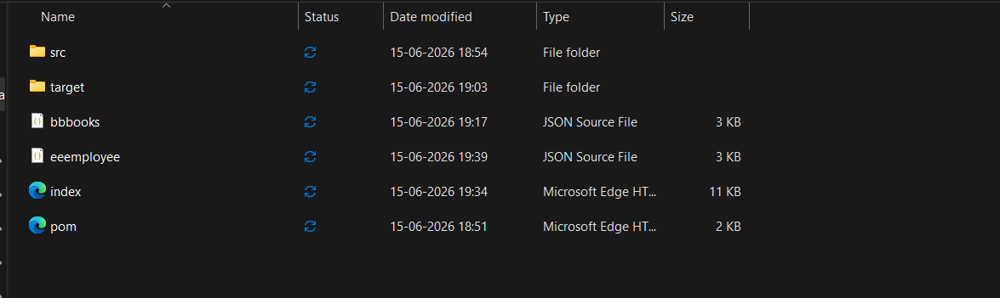 Name Status Date modified Type Size
src 15-06-2026 18:54 File folder
target 15-06-2026 19:03 File folder
bbbooks 15-06-2026 19:17 JSON Source File 3 KB
eeemployee 15-06-2026 19:39 JSON Source File 3 KB
index 15-06-2026 19:34 Microsoft Edge HT... 11 KB
pom 15-06-2026 18:51 Microsoft Edge HT... 2 KB